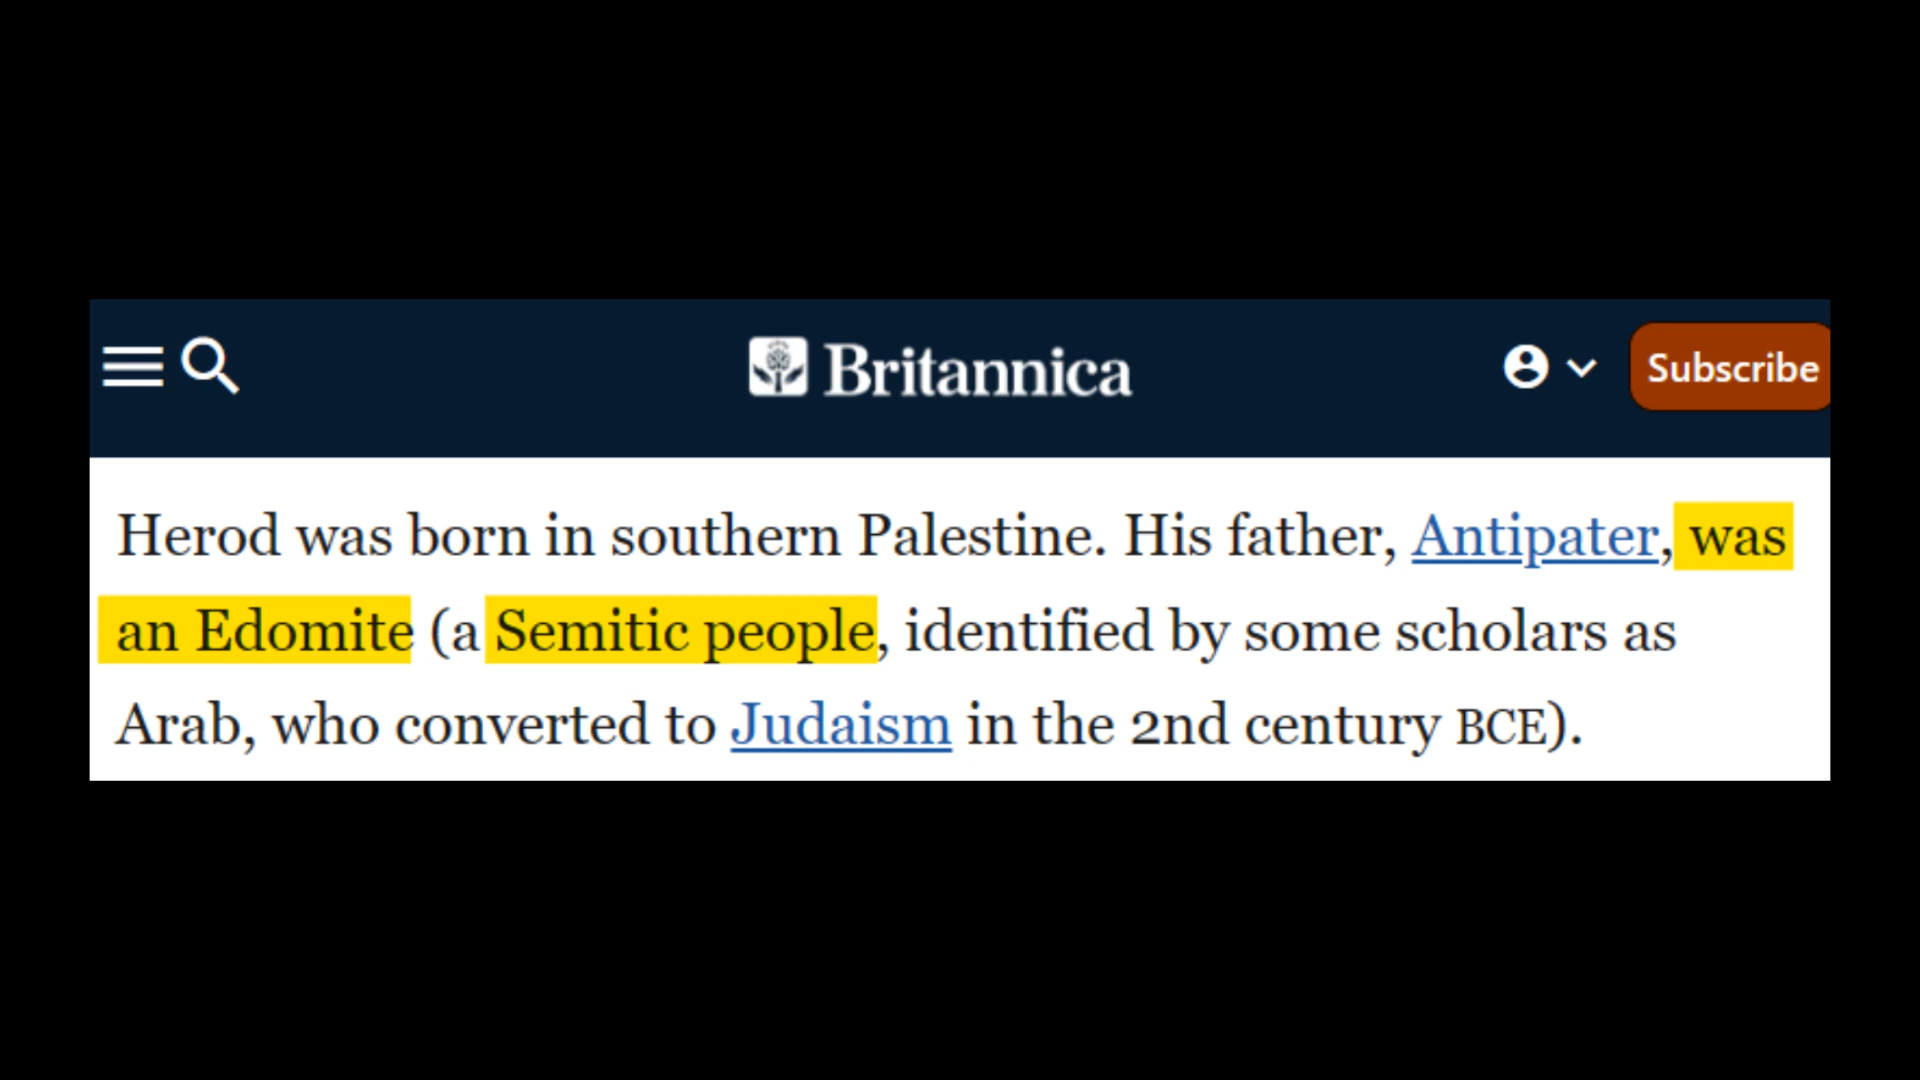 Britannica
Subscribe
Herod was born in southern Palestine. His father, Antipater, was
an Edomite (a Semitic people, identified by some scholars as
Arab, who converted to Judaism in the 2nd century BCE).